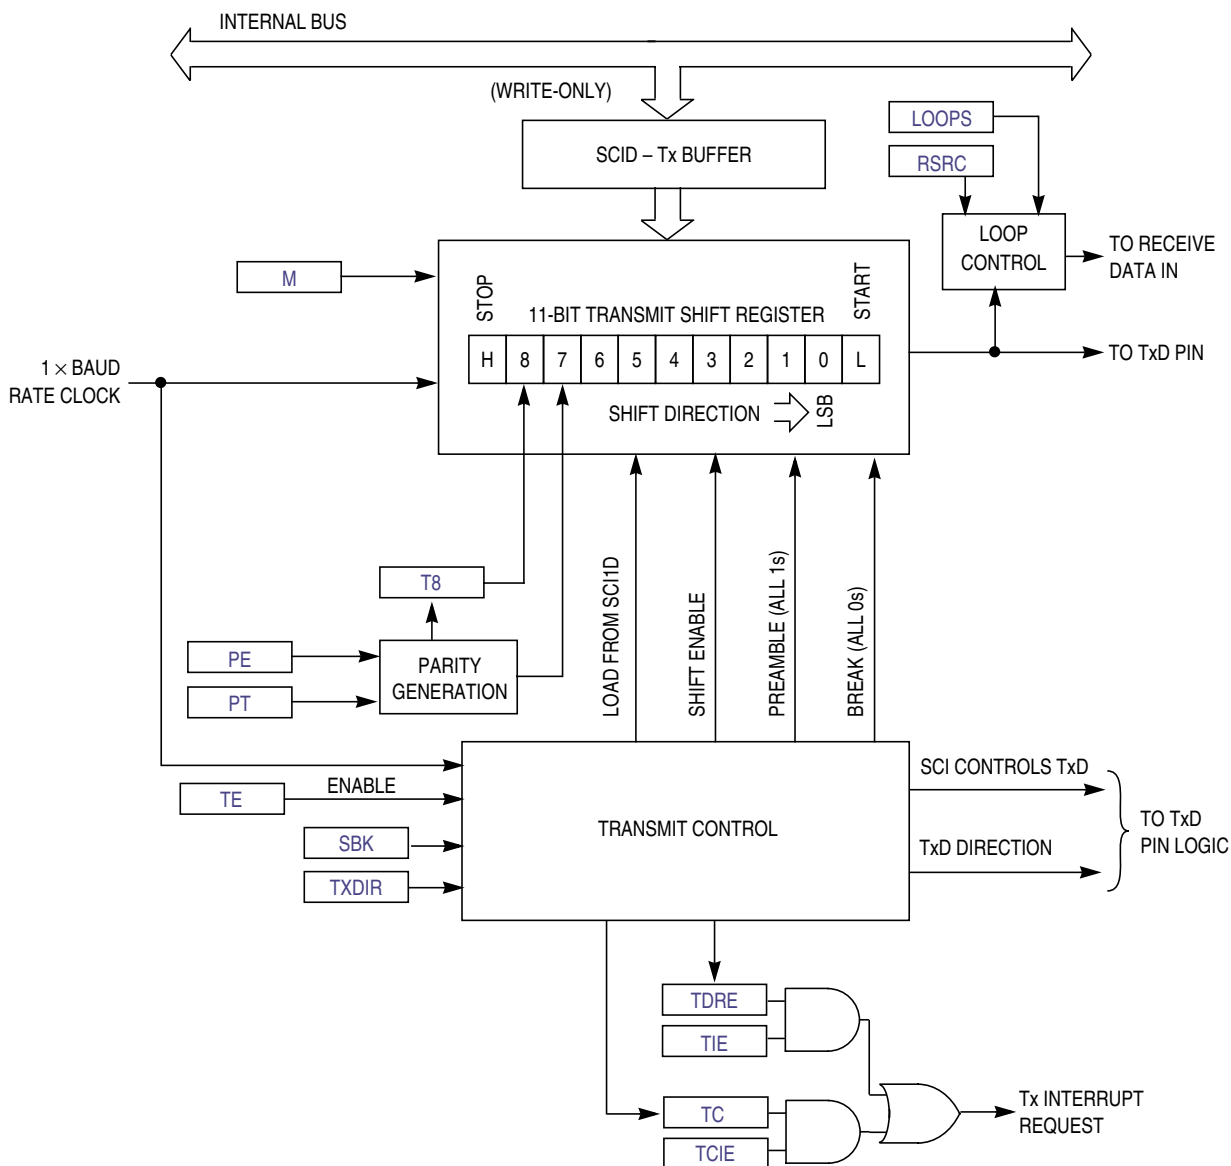 INTERNAL BUS
(WRITE-ONLY)
SCID – Tx BUFFER
LOOPS
RSRC
LOOP
CONTROL
TO RECEIVE
DATA IN
M
STOP
11-BIT TRANSMIT SHIFT REGISTER
START
H 8 7 6 5 4 3 2 1 0 L
TO TxD PIN
1 × BAUD
RATE CLOCK
SHIFT DIRECTION
LSB
T8
PE
PT
PARITY
GENERATION
LOAD FROM SCI1D
SHIFT ENABLE
PREAMBLE (ALL 1s)
BREAK (ALL 0s)
TE
ENABLE
SBK
TXDIR
TRANSMIT CONTROL
SCI CONTROLS TxD
TxD DIRECTION
TO TxD
PIN LOGIC
TDRE
TIE
TC
TCIE
Tx INTERRUPT
REQUEST